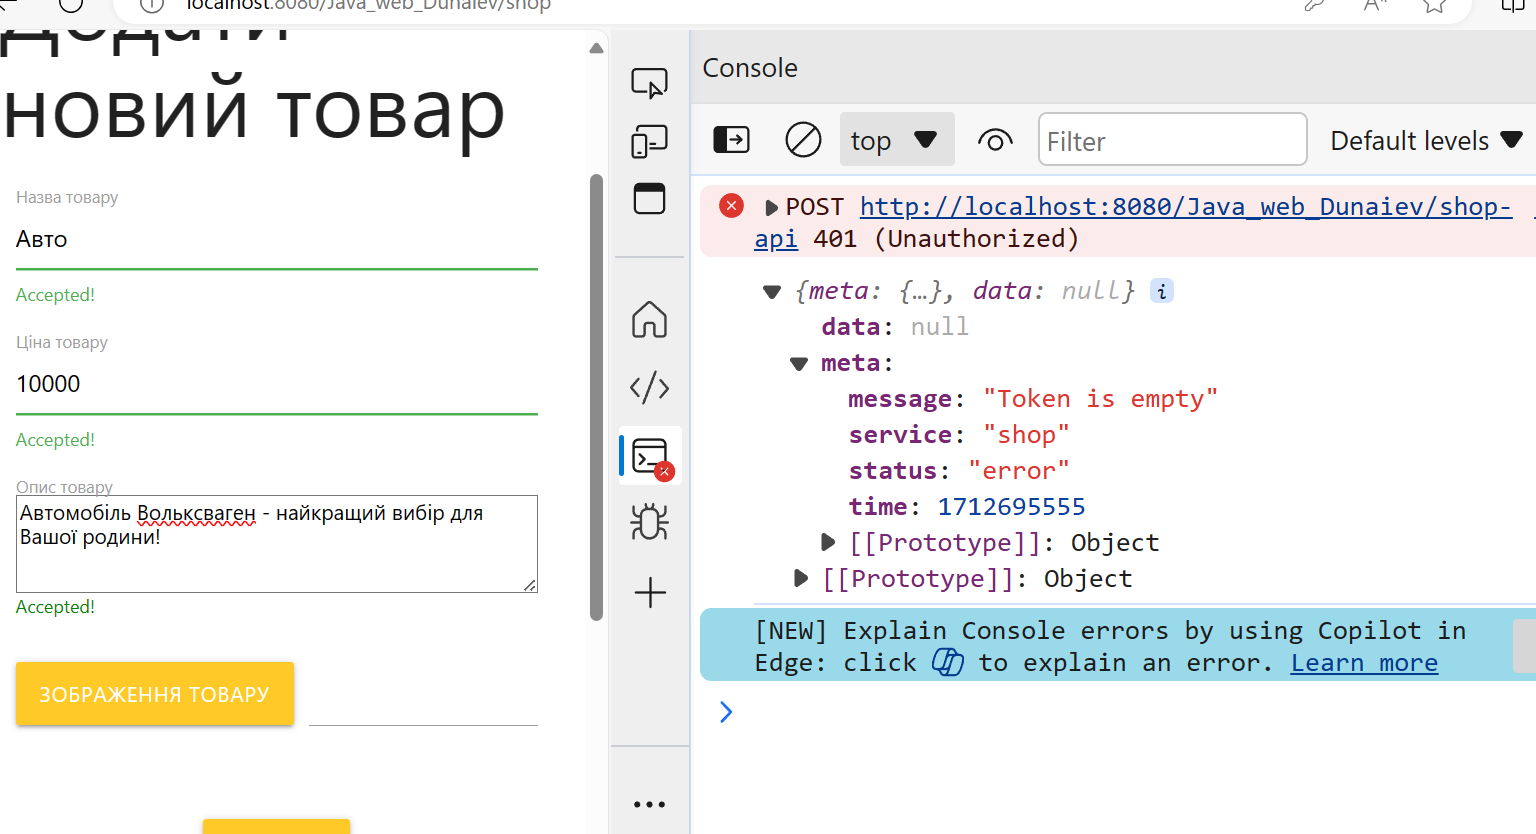 localhost:8080/Java_web_Dunaiev/shop
Додати
новий товар
Назва товару
Авто
Accepted!
Ціна товару
10000
Accepted!
Опис товару
Автомобіль Вольксваген - найкращий вибір для
Вашої родини!
Accepted!
ЗОБРАЖЕННЯ ТОВАРУ
Console
top
Filter
Default levels
POST http://localhost:8080/Java_web_Dunaiev/shop-
api 401 (Unauthorized)
{meta: {…}, data: null} i
data: null
meta:
message: "Token is empty"
service: "shop"
status: "error"
time: 1712695555
[[Prototype]]: Object
[[Prototype]]: Object
[NEW] Explain Console errors by using Copilot in
Edge: click to explain an error. Learn more